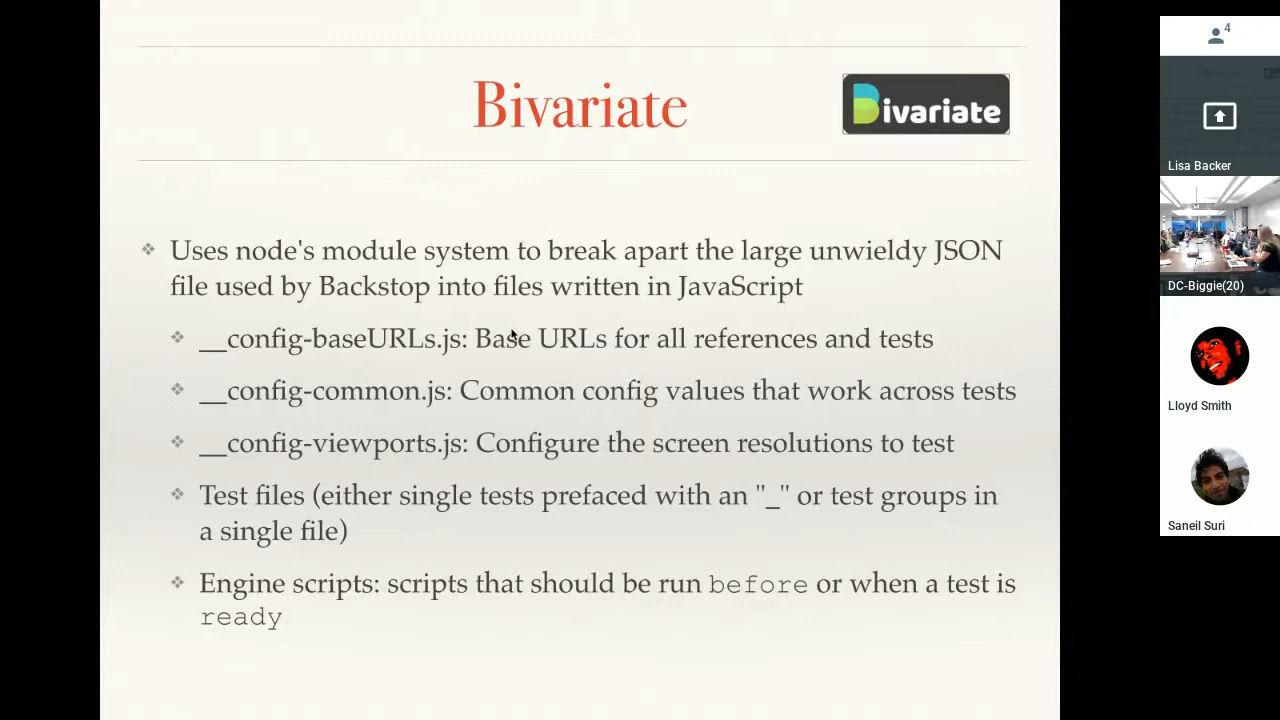 Bivariate
Bivariate
Uses node's module system to break apart the large unwieldy JSON
file used by Backstop into files written in JavaScript
__config-baseURLs.js: Base URLs for all references and tests
__config-common.js: Common config values that work across tests
__config-viewports.js: Configure the screen resolutions to test
Test files (either single tests prefaced with an "_" or test groups in
a single file)
Engine scripts: scripts that should be run before or when a test is
ready
4
Lisa Backer
DC-Biggie(20)
Lloyd Smith
Saneil Suri